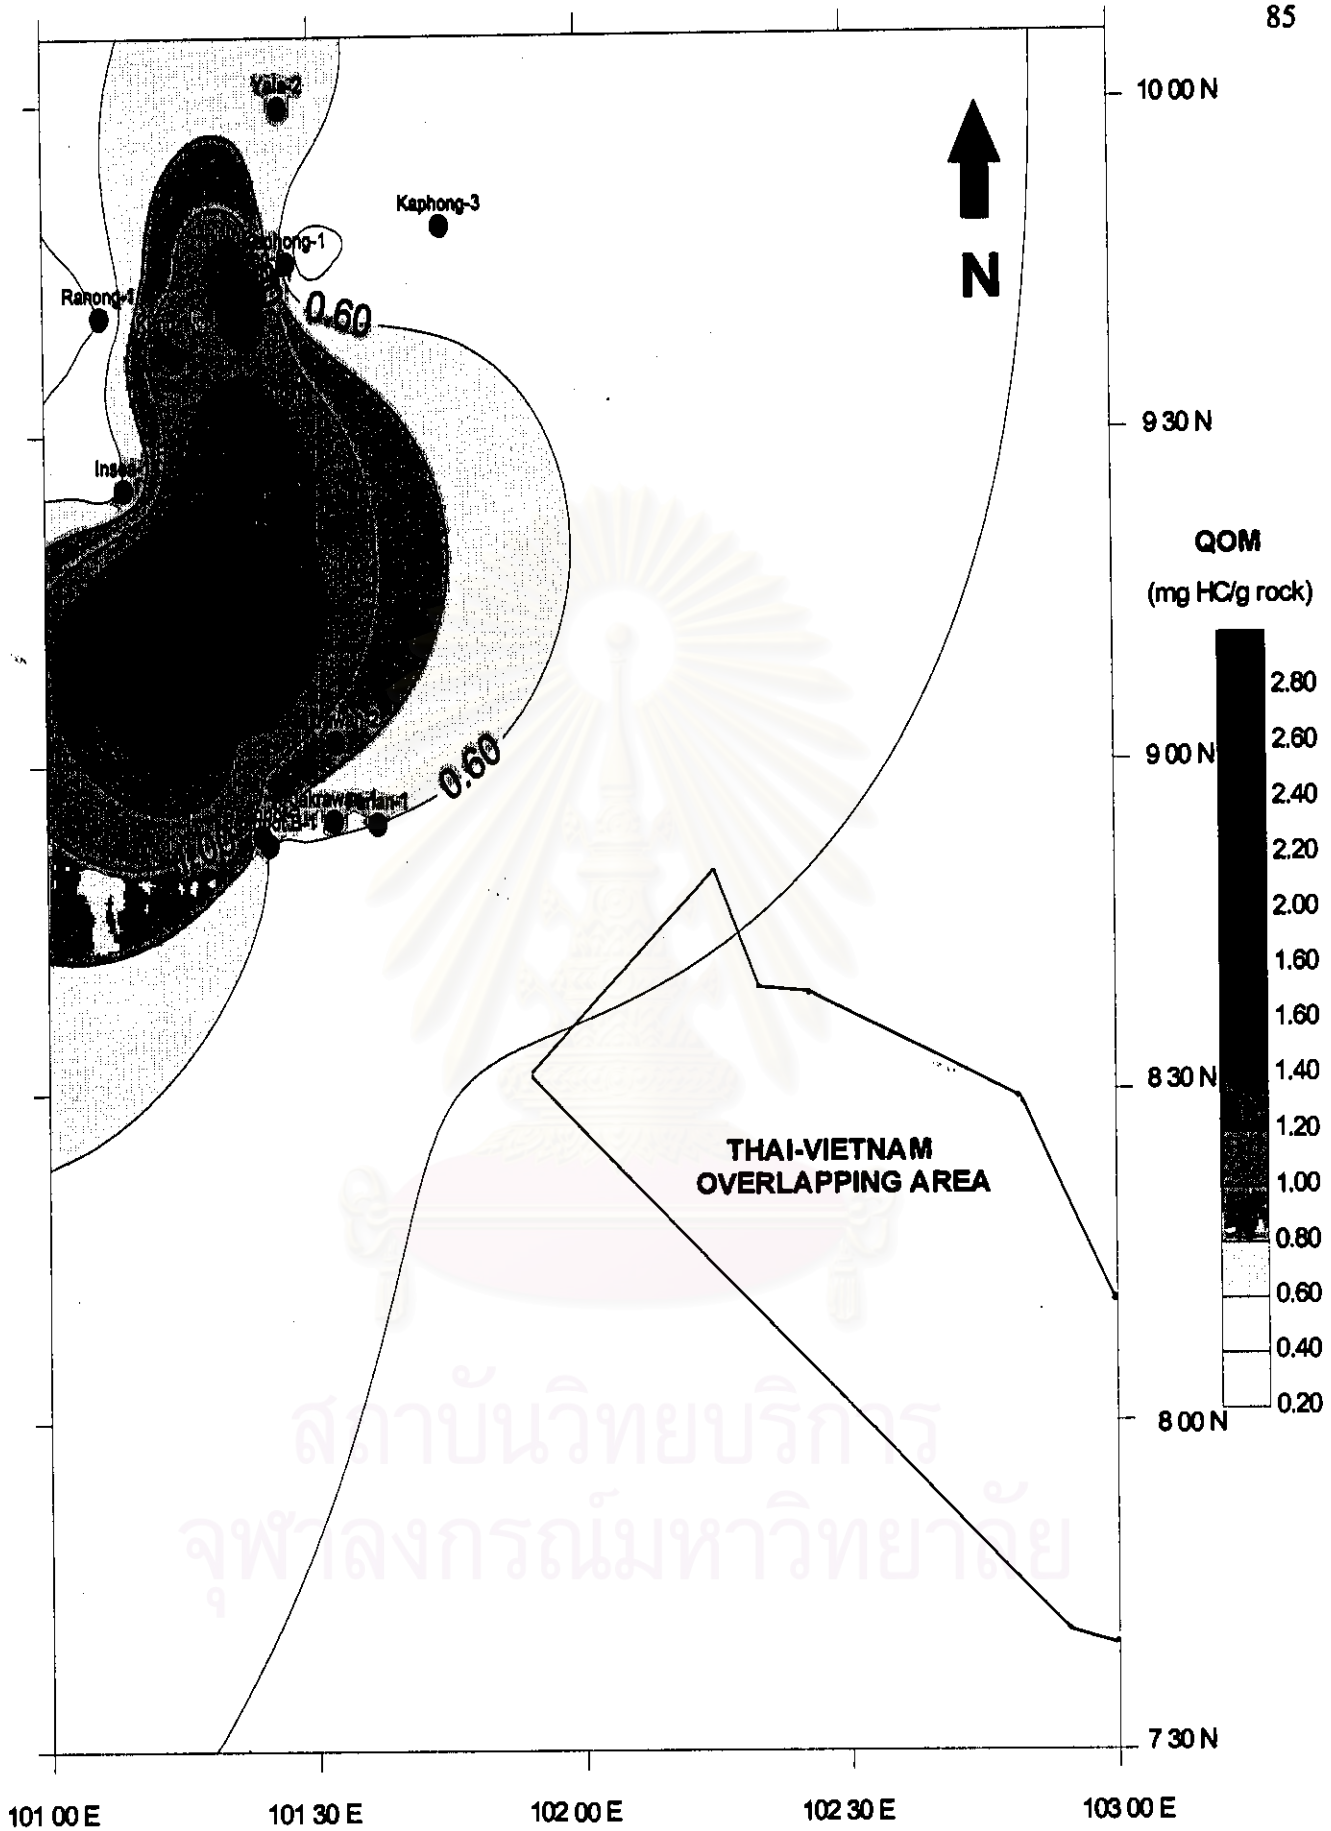 85
Yala-2
10 00 N
Kaphong-3
N
Ranong-1
0.60
9 30 N
QOM
(mg HC/g rock)
2.80
2.60
0.60
9 00 N
2.40
2.20
2.00
1.80
1.60
1.40
8 30 N
1.20
THAI-VIETNAM
OVERLAPPING AREA
1.00
0.80
0.60
0.40
0.20
8 00 N
สถาบันวิทยบริการ
จุฬาลงกรณ์มหาวิทยาลัย
7 30 N
101 00 E
101 30 E
102 00 E
102 30 E
103 00 E